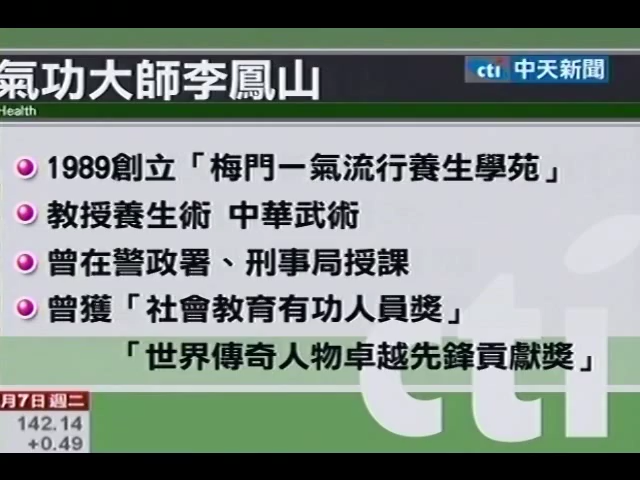 氣功大師李鳳山
cti 中天新聞
Health
1989創立「梅門一氣流行養生學苑」
教授養生術 中華武術
曾在警政署、刑事局授課
曾獲「社會教育有功人員獎」
「世界傳奇人物卓越先鋒貢獻獎」
cti
月7日 週二
142.14
+0.49